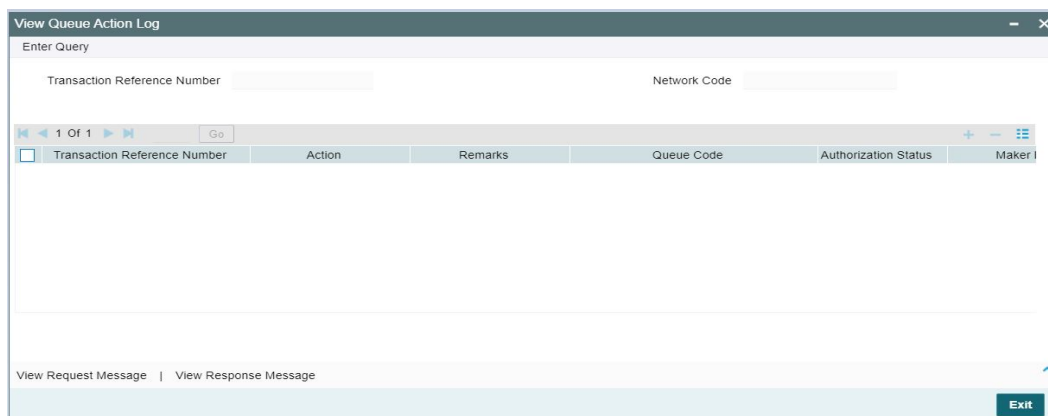 View Queue Action Log
Enter Query
Transaction Reference Number Network Code
1 Of 1 Go
Transaction Reference Number Action Remarks Queue Code Authorization Status Maker I
View Request Message | View Response Message
Exit